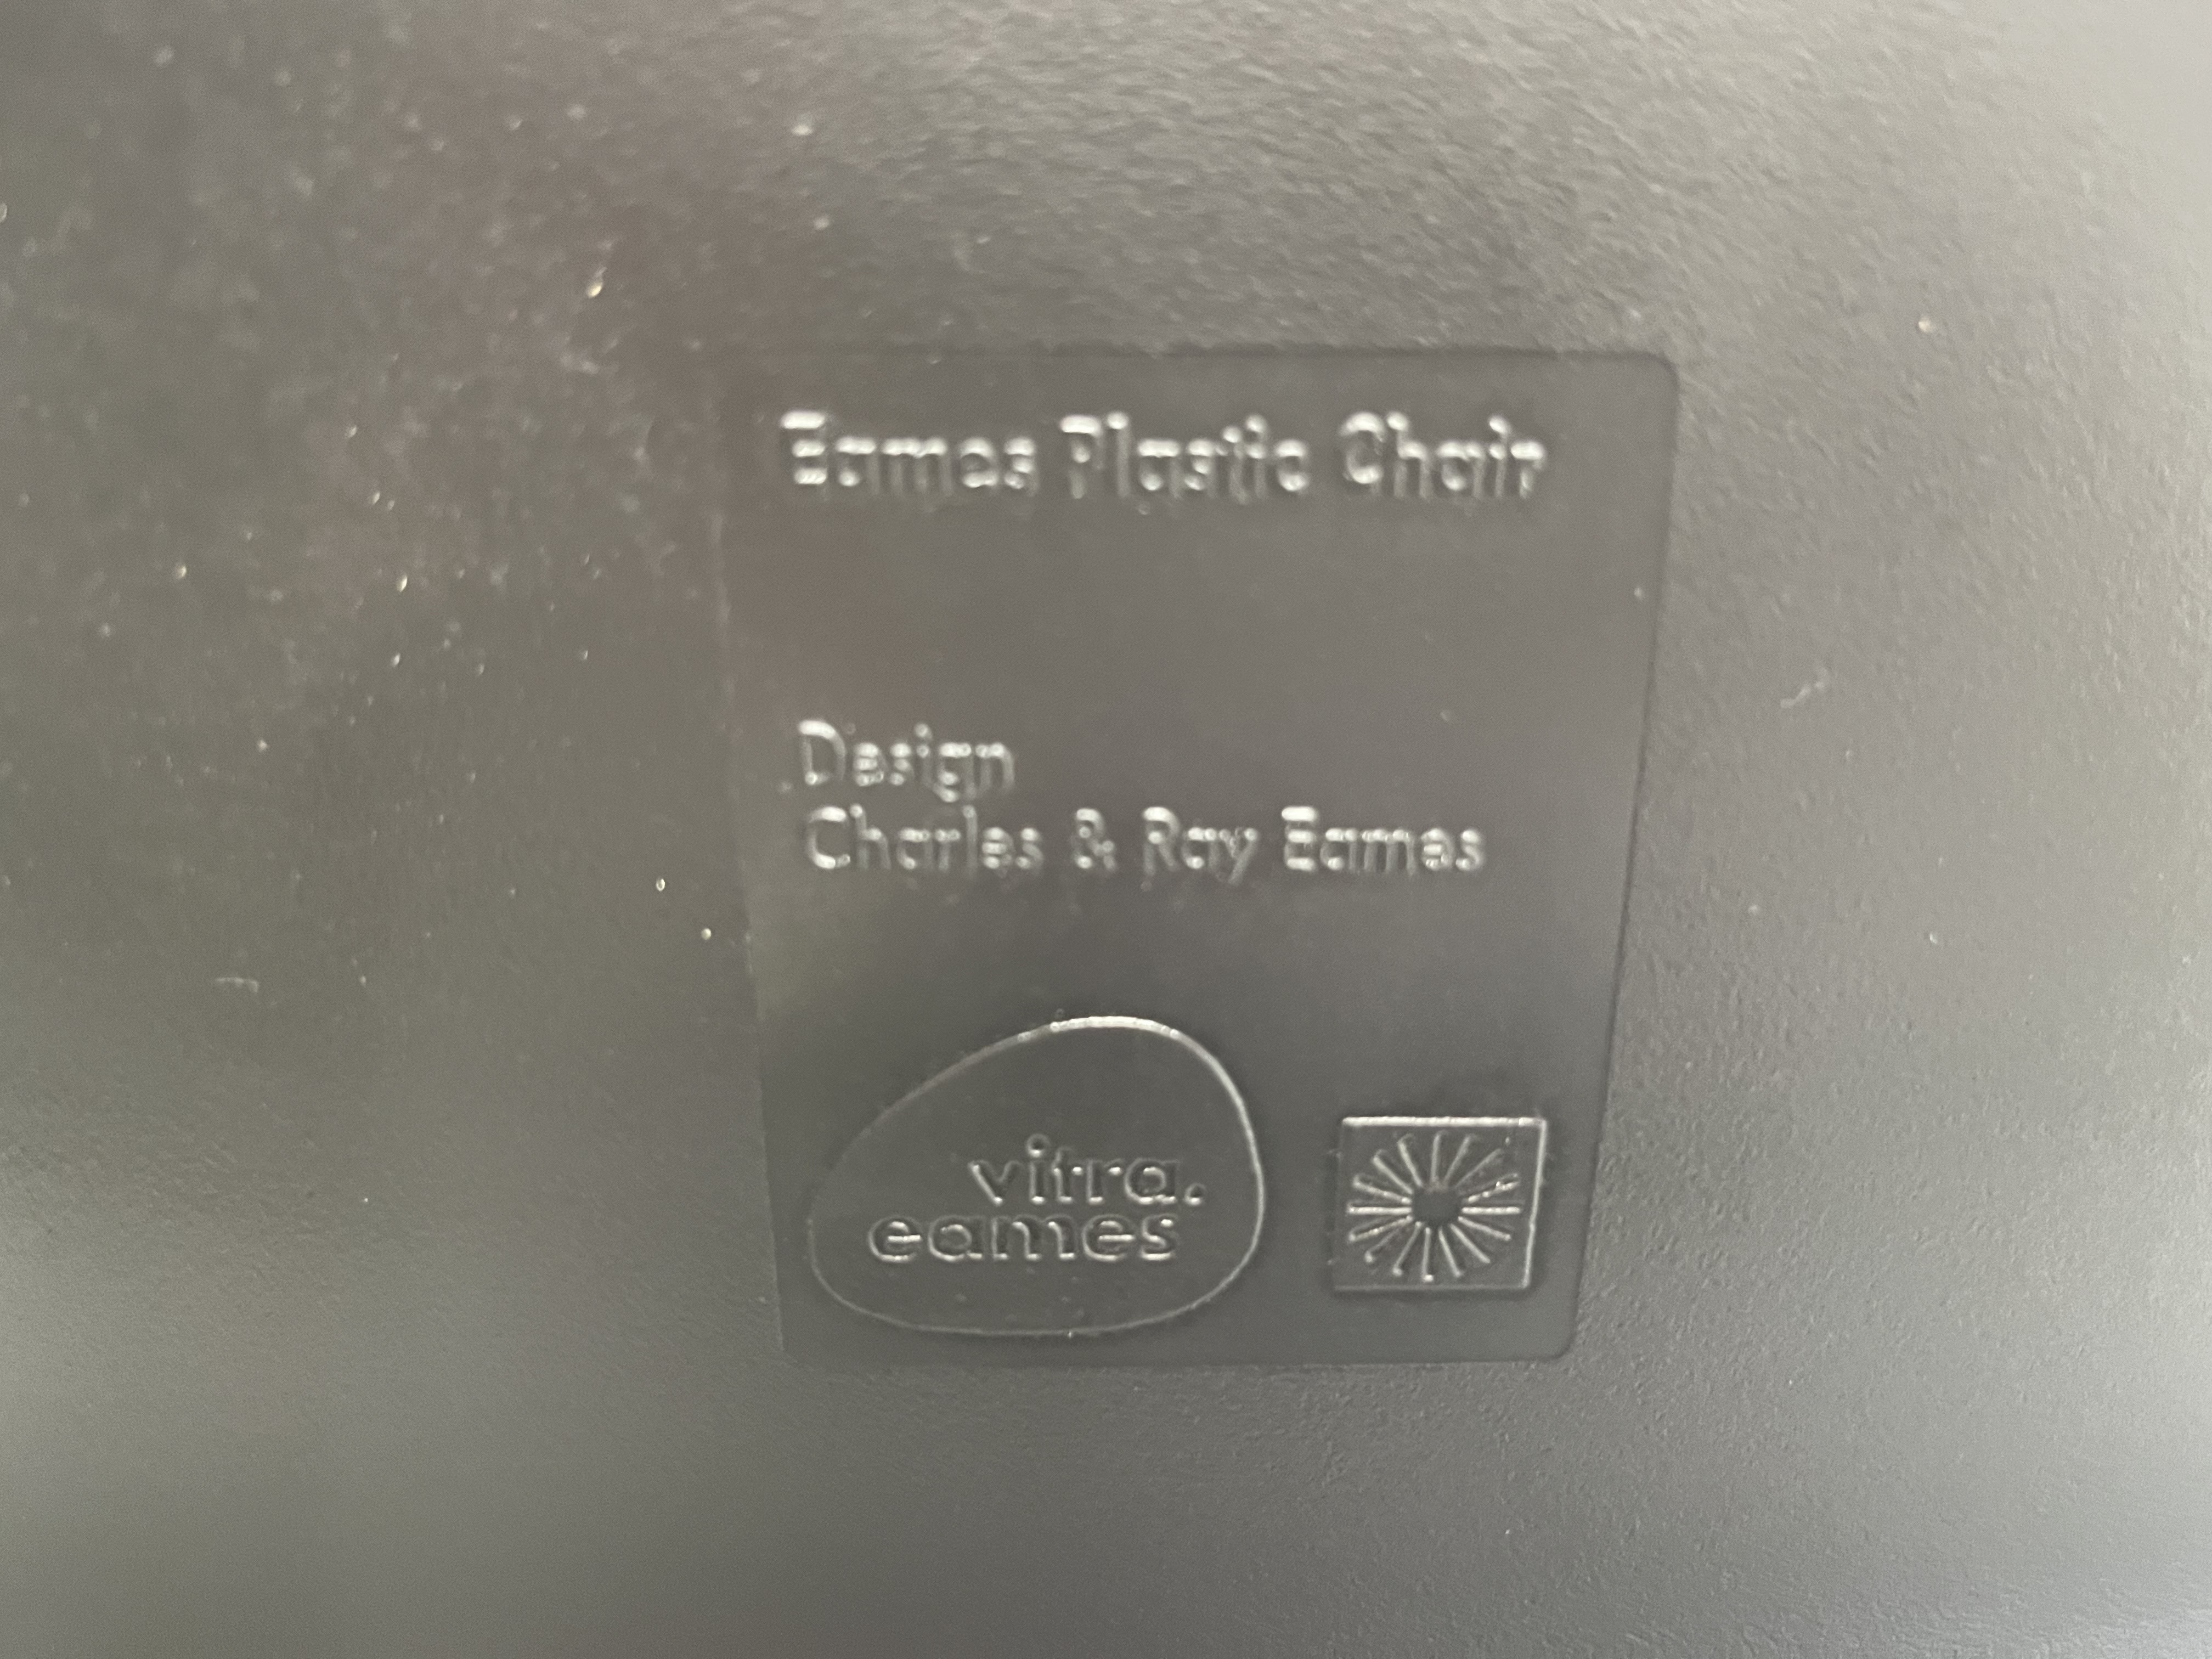 Eames Plastic Chair
Design
Charles & Ray Eames
vitra.
eames